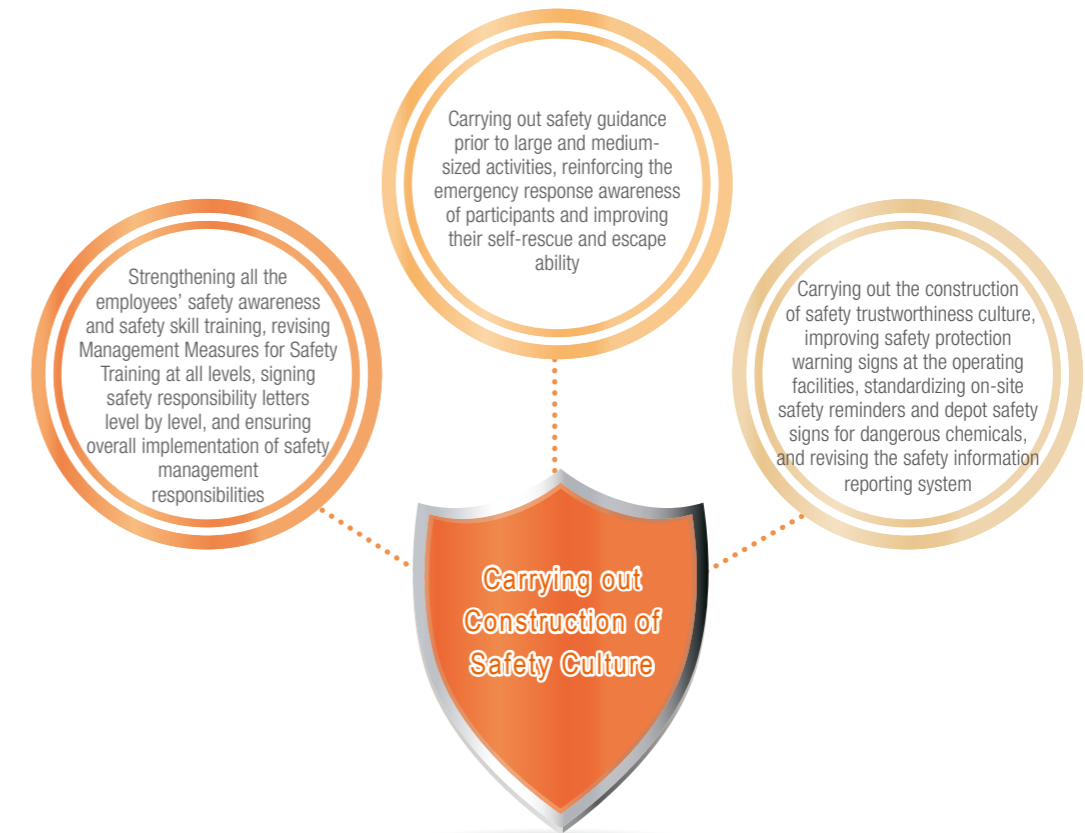 Carrying out safety guidance
prior to large and medium-
sized activities, reinforcing the
emergency response awareness
of participants and improving
their self-rescue and escape
ability
Strengthening all the
employees’ safety awareness
and safety skill training, revising
Management Measures for Safety
Training at all levels, signing
safety responsibility letters
level by level, and ensuring
overall implementation of safety
management
responsibilities
Carrying out the construction
of safety trustworthiness culture,
improving safety protection
warning signs at the operating
facilities, standardizing on-site
safety reminders and depot safety
signs for dangerous chemicals,
and revising the safety information
reporting system
Carrying out
Construction of
Safety Culture